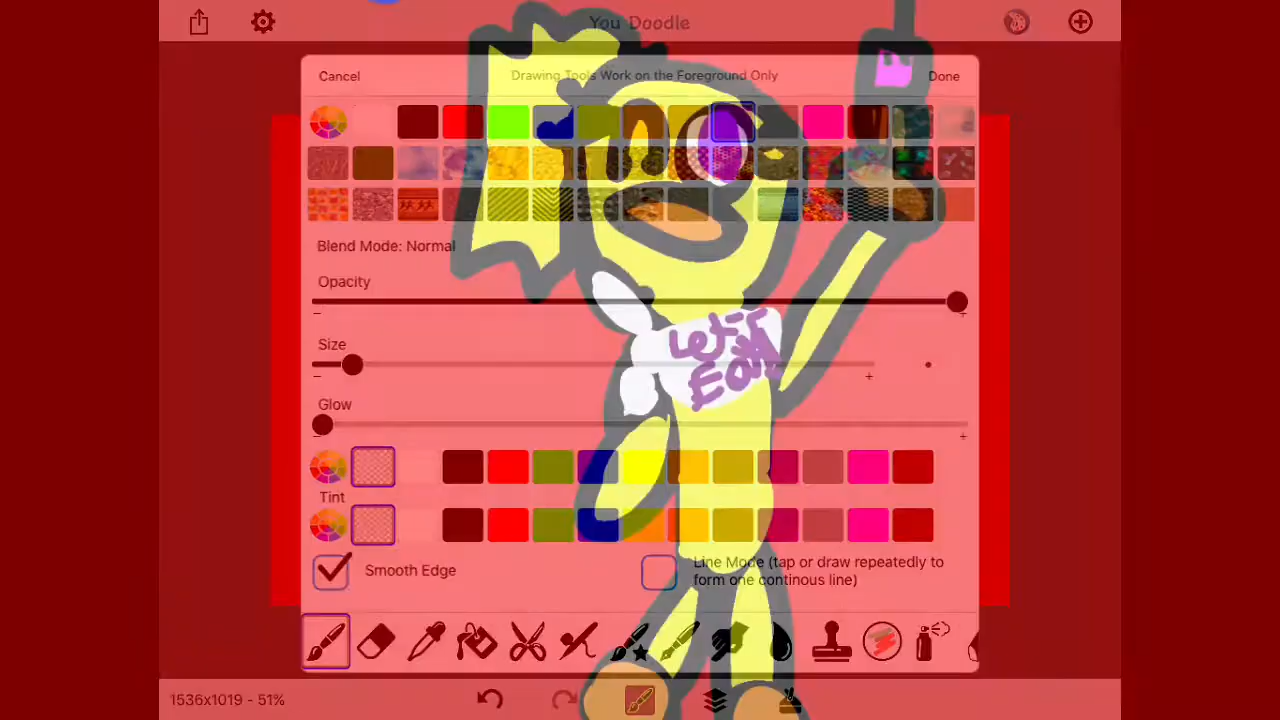 You Doodle
Cancel
Drawing Tools Work on the Foreground Only
Done
Blend Mode: Normal
Opacity
Size
Let's
Eat
Glow
Tint
Smooth Edge
Line Mode (tap or draw repeatedly to
form one continous line)
1536x1019 - 51%